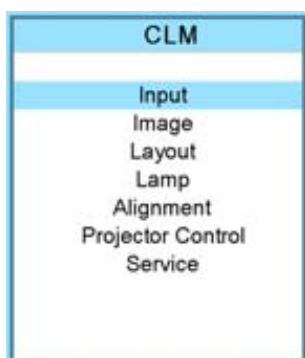 CLM
Input
Image
Layout
Lamp
Alignment
Projector Control
Service